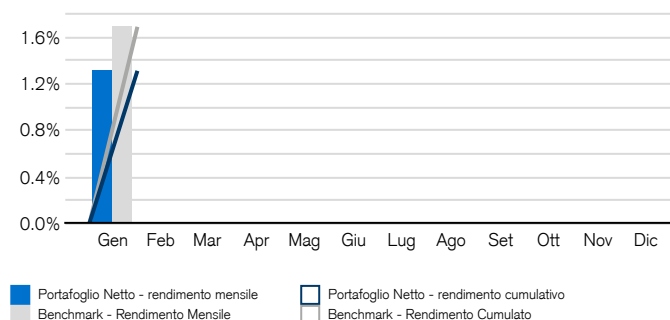 1.6%
1.2%
0.8%
0.4%
0.0%
Gen Feb Mar Apr Mag Giu Lug Ago Set Ott Nov Dic
Portafoglio Netto - rendimento mensile Portafoglio Netto - rendimento cumulativo
Benchmark - Rendimento Mensile Benchmark - Rendimento Cumulato